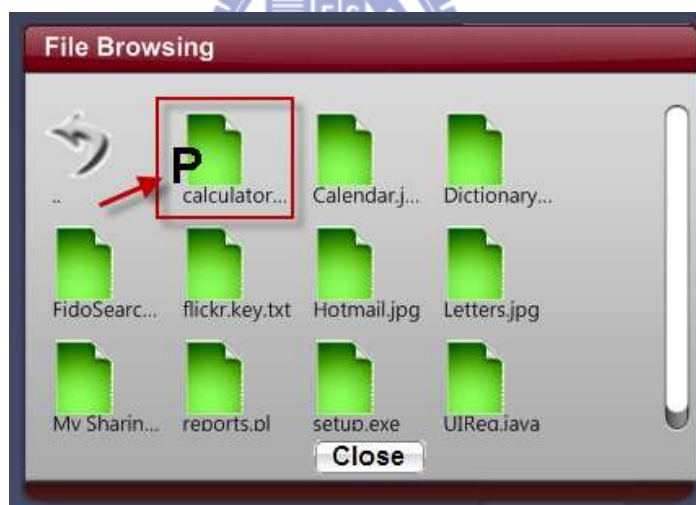 File Browsing
..
P
calculator...
Calendar.j...
Dictionary...
FidoSearc...
flickr.key.txt
Hotmail.jpg
Letters.jpg
My Sharin...
reports.pl
setup.exe
UIReq.java
Close